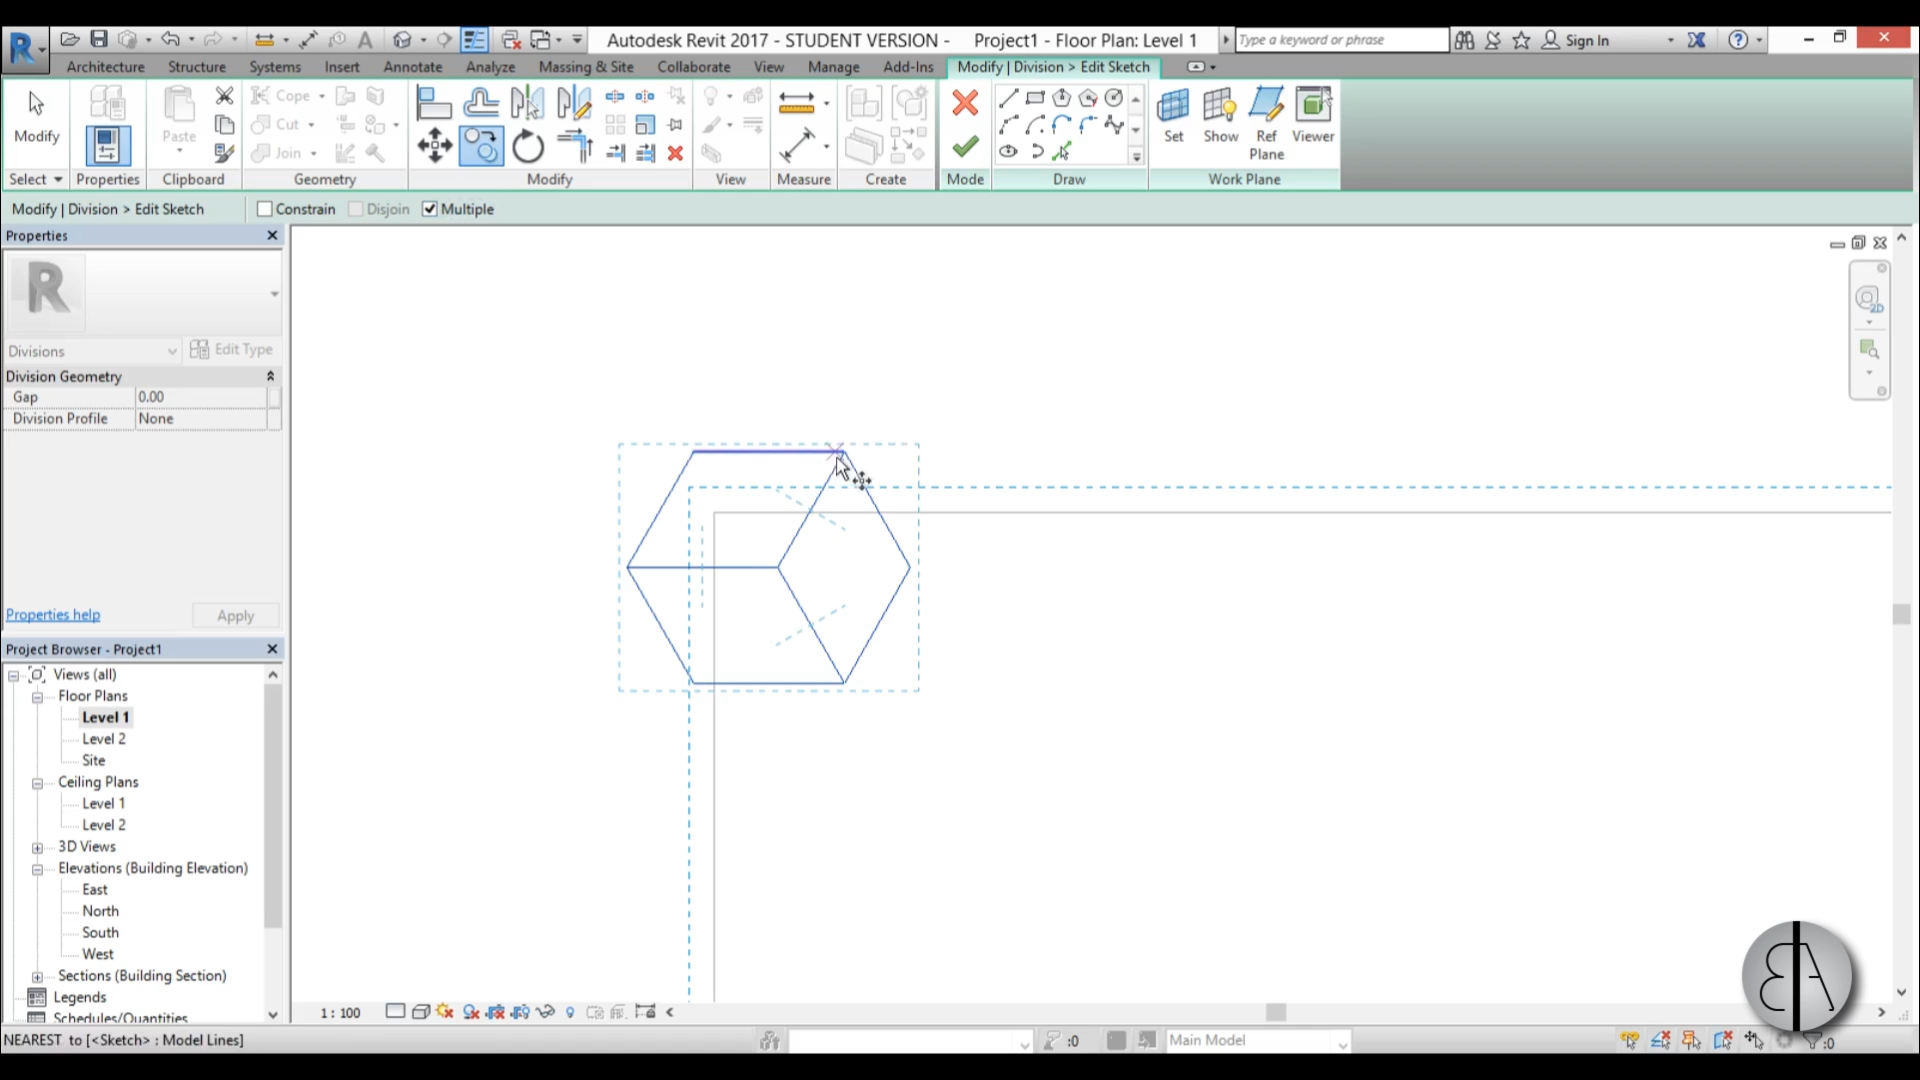 Autodesk Revit 2017 - STUDENT VERSION - Project1 - Floor Plan: Level 1
Type a keyword or phrase
Sign In
Architecture Structure Systems Insert Annotate Analyze Massing & Site Collaborate View Manage Add-Ins Modify | Division > Edit Sketch
Modify
Paste
Cope
Cut
Join
Set Show Ref Plane Viewer
Select Properties Clipboard Geometry Modify View Measure Create Mode Draw Work Plane
Modify | Division > Edit Sketch Constrain Disjoin Multiple
Properties
R
Divisions Edit Type
Division Geometry
Gap 0.00
Division Profile None
Properties help Apply
Project Browser - Project1
Views (all)
Floor Plans
Level 1
Level 2
Site
Ceiling Plans
Level 1
Level 2
3D Views
Elevations (Building Elevation)
East
North
South
West
Sections (Building Section)
Legends
Schedules/Quantities
2D
1 : 100
NEAREST to [<Sketch> : Model Lines]
:0
Main Model
:0